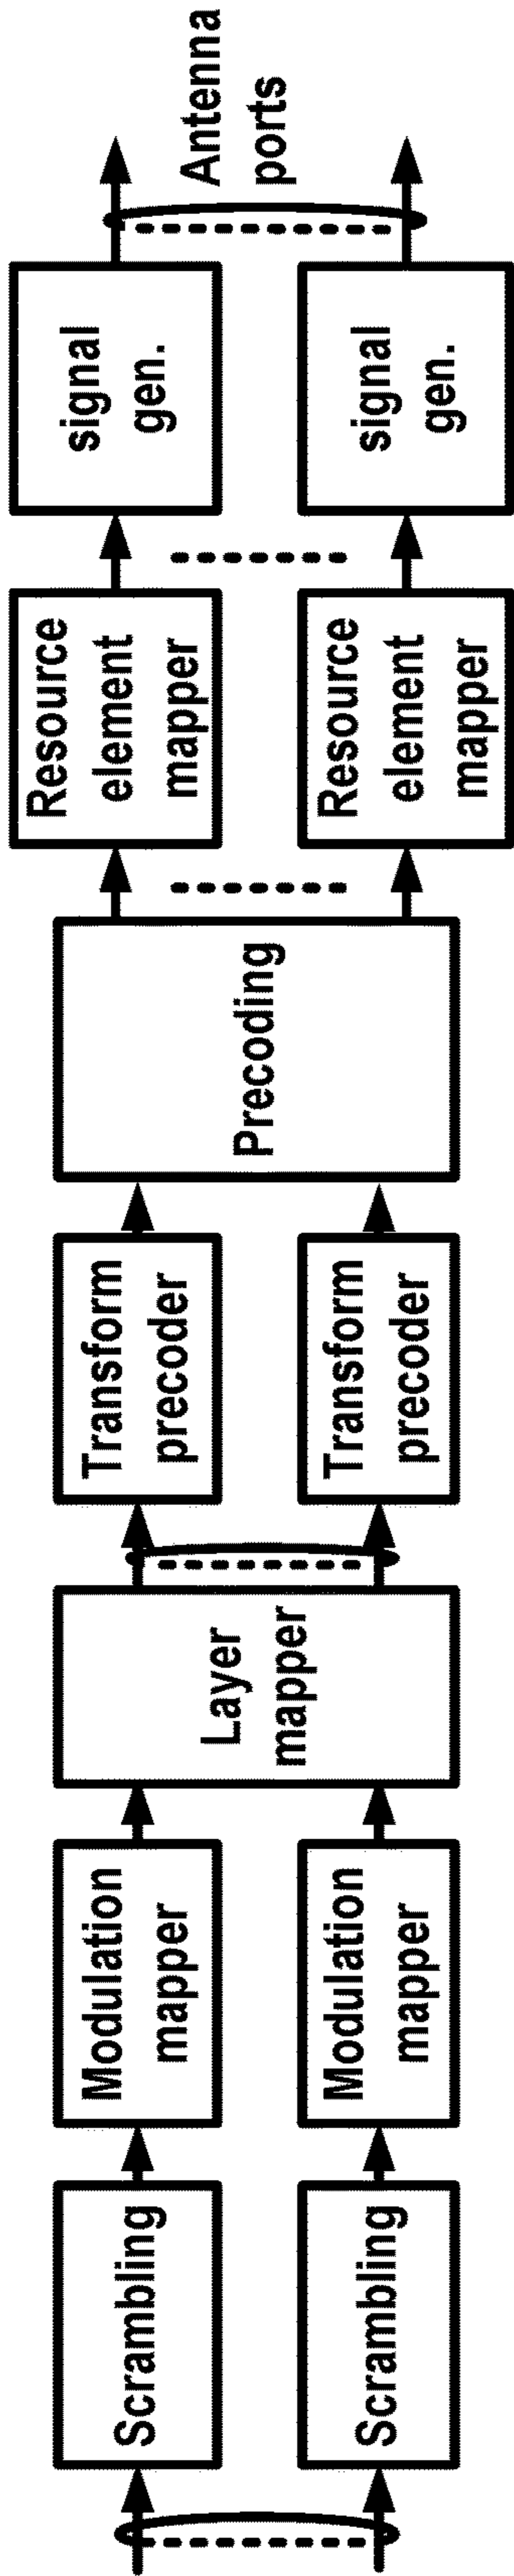 Scrambling
Scrambling
Modulation
mapper
Modulation
mapper
Layer
mapper
Transform
precoder
Transform
precoder
Precoding
Resource
element
mapper
Resource
element
mapper
signal
gen.
signal
gen.
Antenna
ports